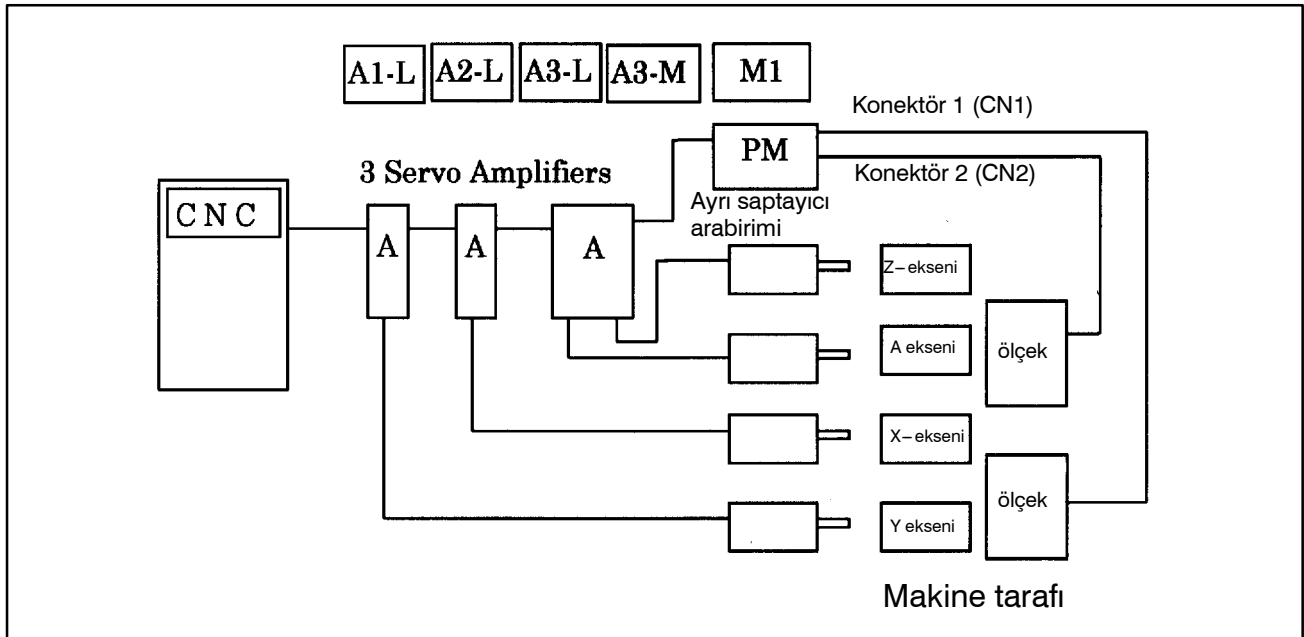 A1-L A2-L A3-L A3-M M1
Konektör 1 (CN1)
PM
3 Servo Amplifiers
Konektör 2 (CN2)
CNC
Ayrı saptayıcı
arabirimi
A A A
Z-ekseni
A ekseni
ölçek
X-ekseni
ölçek
Y ekseni
Makine tarafı